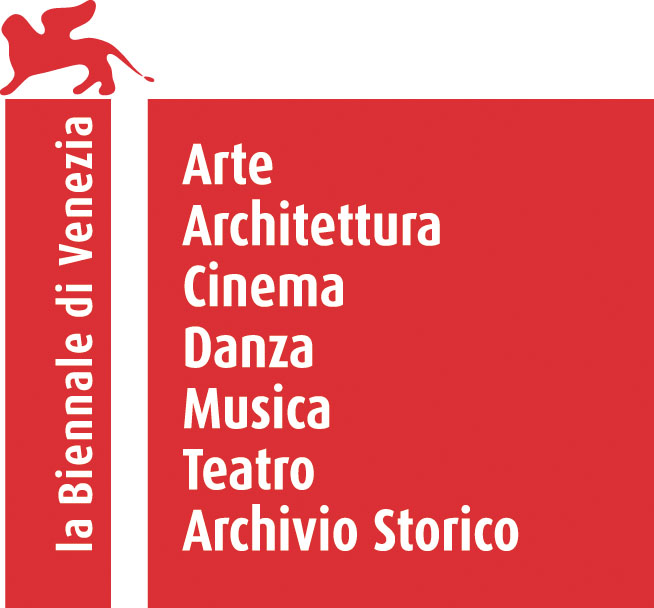 la Biennale di Venezia
Arte
Architettura
Cinema
Danza
Musica
Teatro
Archivio Storico